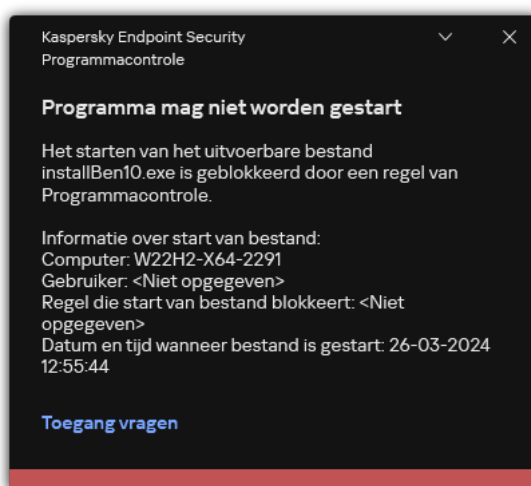 Kaspersky Endpoint Security
Programmacontrole
Programma mag niet worden gestart
Het starten van het uitvoerbare bestand
installBen10.exe is geblokkeerd door een regel van
Programmacontrole.
Informatie over start van bestand:
Computer: W22H2-X64-2291
Gebruiker: <Niet opgegeven>
Regel die start van bestand blokkeert: <Niet
opgegeven>
Datum en tijd wanneer bestand is gestart: 26-03-2024
12:55:44
Toegang vragen